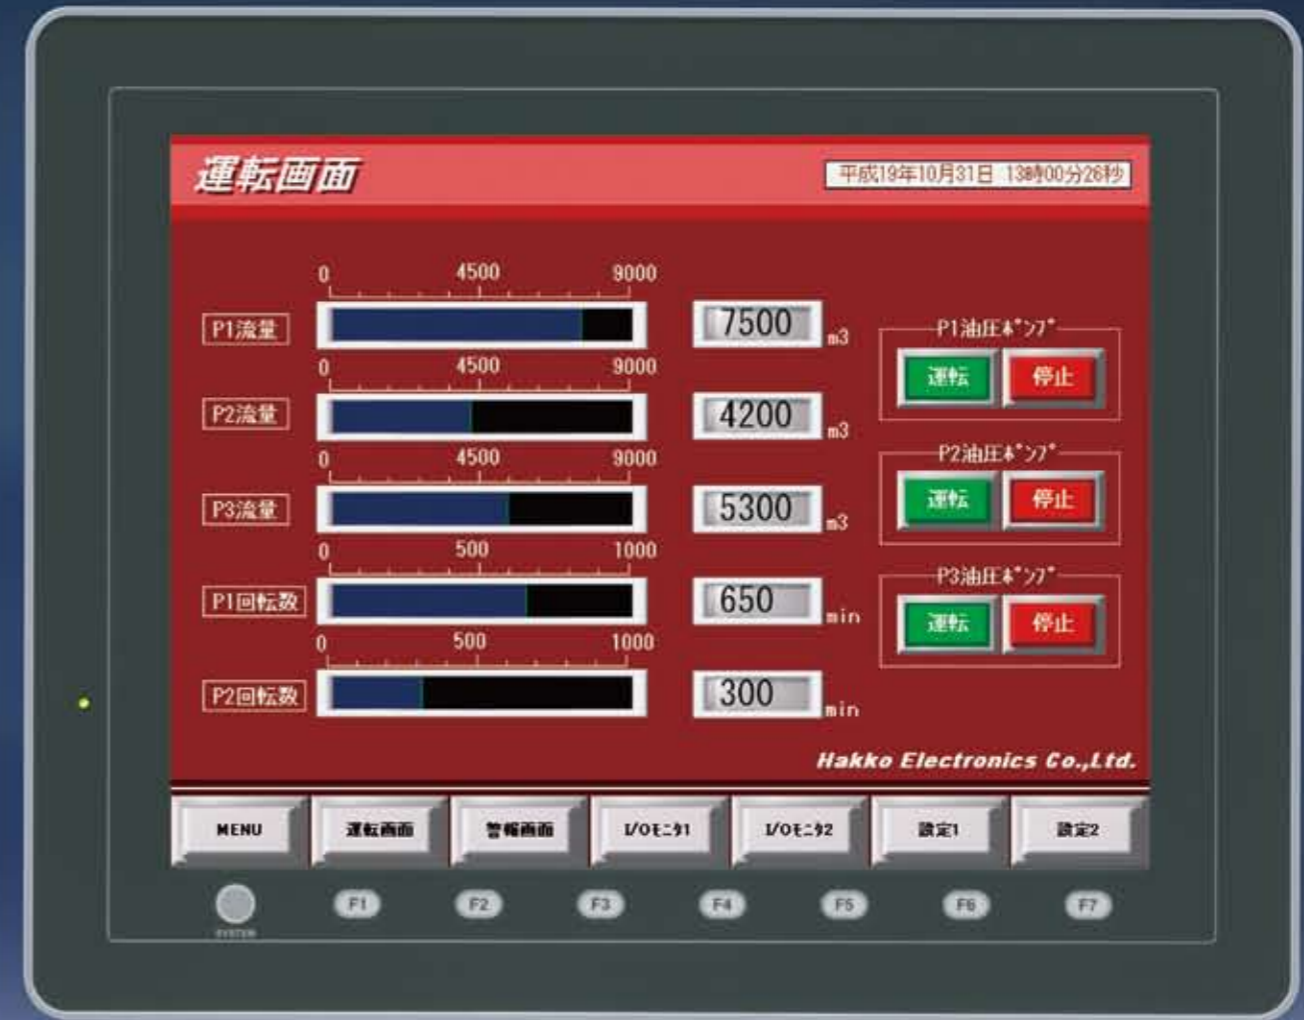 運転画面
平成19年10月31日 13時00分26秒
0 4500 9000
P1流量 7500 m3
0 4500 9000
P2流量 4200 m3
0 4500 9000
P3流量 5300 m3
0 500 1000
P1回転数 650 min
0 500 1000
P2回転数 300 min
P1油圧ﾎﾟﾝﾌﾟ
運転 停止
P2油圧ﾎﾟﾝﾌﾟ
運転 停止
P3油圧ﾎﾟﾝﾌﾟ
運転 停止
Hakko Electronics Co.,Ltd.
MENU 運転画面 警報画面 I/Oモニタ1 I/Oモニタ2 設定1 設定2
F1 F2 F3 F4 F5 F6 F7
SYSTEM